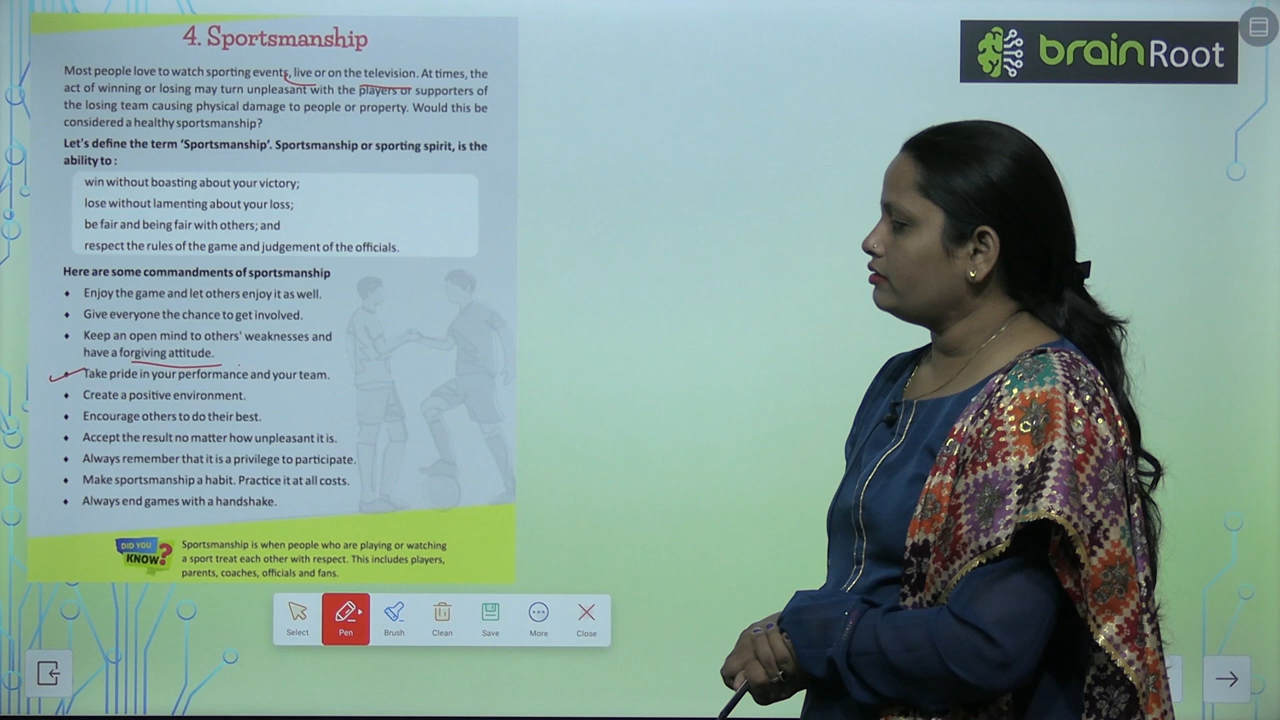 4. Sportsmanship
Most people love to watch sporting events, live or on the television. At times, the
act of winning or losing may turn unpleasant with the players or supporters of
the losing team causing physical damage to people or property. Would this be
considered a healthy sportsmanship?
Let's define the term 'Sportsmanship'. Sportsmanship or sporting spirit, is the
ability to :
win without boasting about your victory;
lose without lamenting about your loss;
be fair and being fair with others; and
respect the rules of the game and judgement of the officials.
Here are some commandments of sportsmanship
Enjoy the game and let others enjoy it as well.
Give everyone the chance to get involved.
Keep an open mind to others' weaknesses and
have a forgiving attitude.
Take pride in your performance and your team.
Create a positive environment.
Encourage others to do their best.
Accept the result no matter how unpleasant it is.
Always remember that it is a privilege to participate.
Make sportsmanship a habit. Practice it at all costs.
Always end games with a handshake.
DID YOU
KNOW?
Sportsmanship is when people who are playing or watching
a sport treat each other with respect. This includes players,
parents, coaches, officials and fans.
Select Pen Brush Clean Save More Close
brainRoot